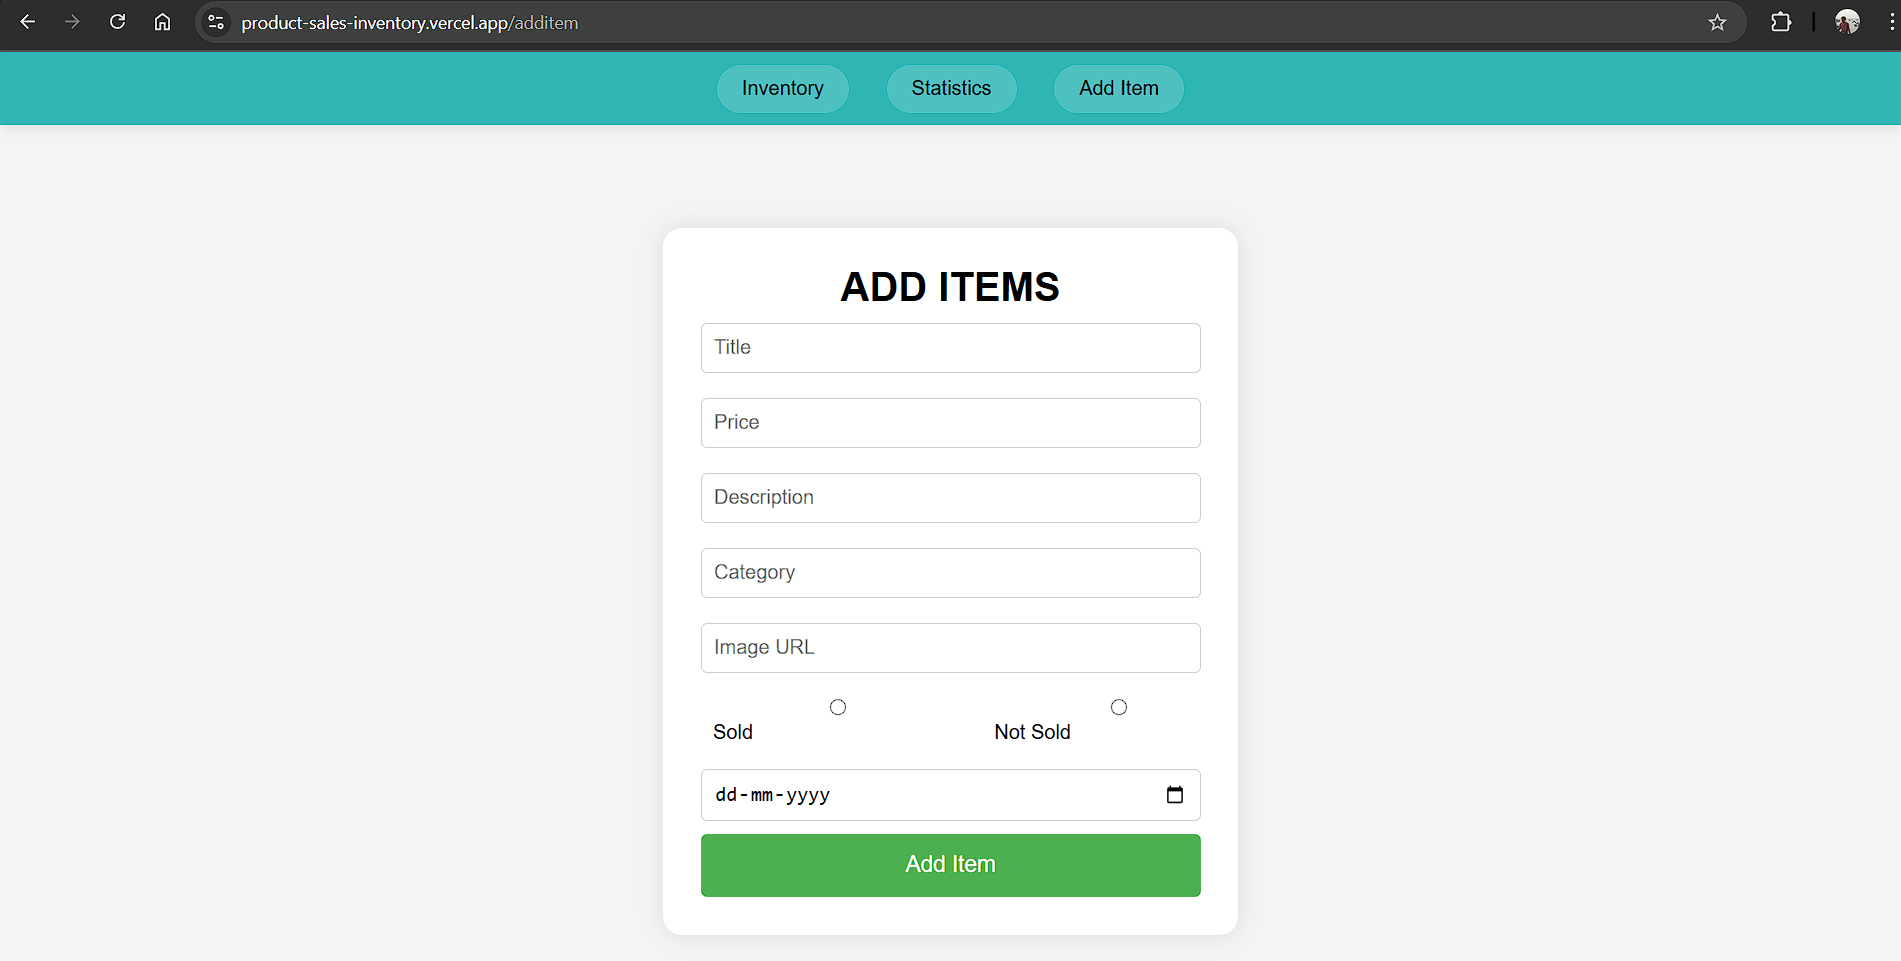 product-sales-inventory.vercel.app/additem
Inventory Statistics Add Item
ADD ITEMS
Title
Price
Description
Category
Image URL
Sold Not Sold
dd-mm-yyyy
Add Item